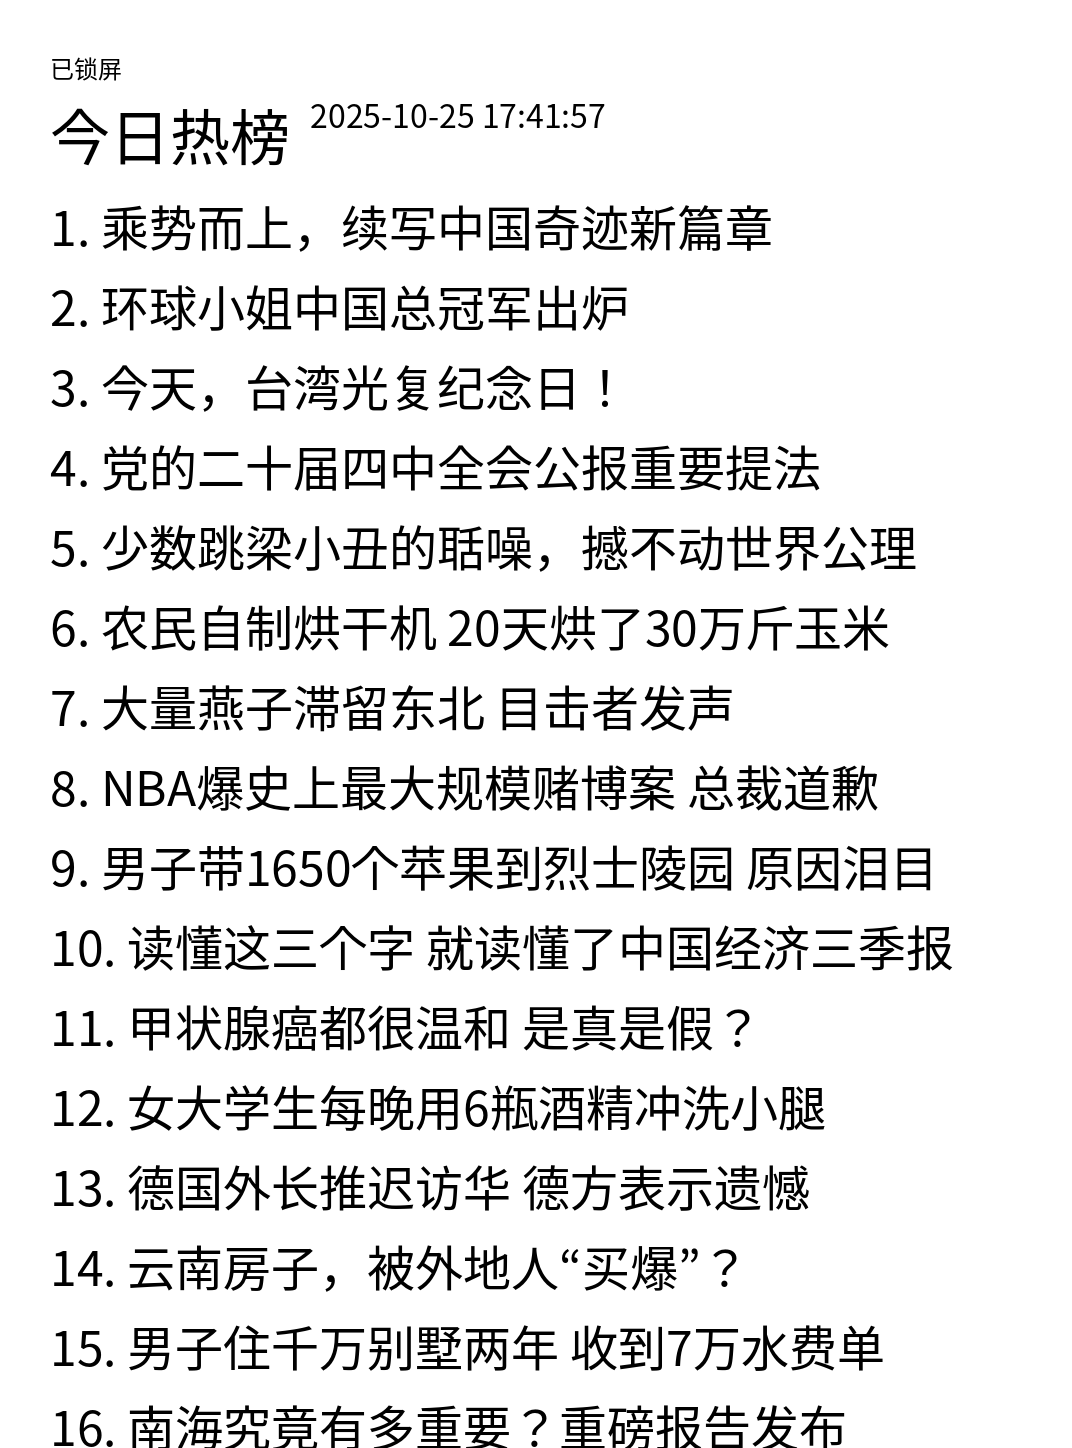 已锁屏
今日热榜 2025-10-25 17:41:57
1. 乘势而上，续写中国奇迹新篇章
2. 环球小姐中国总冠军出炉
3. 今天，台湾光复纪念日！
4. 党的二十届四中全会公报重要提法
5. 少数跳梁小丑的聒噪，撼不动世界公理
6. 农民自制烘干机 20天烘了30万斤玉米
7. 大量燕子滞留东北 目击者发声
8. NBA爆史上最大规模赌博案 总裁道歉
9. 男子带1650个苹果到烈士陵园 原因泪目
10. 读懂这三个字 就读懂了中国经济三季报
11. 甲状腺癌都很温和 是真是假？
12. 女大学生每晚用6瓶酒精冲洗小腿
13. 德国外长推迟访华 德方表示遗憾
14. 云南房子，被外地人“买爆”？
15. 男子住千万别墅两年 收到7万水费单
16. 南海究竟有多重要？重磅报告发布